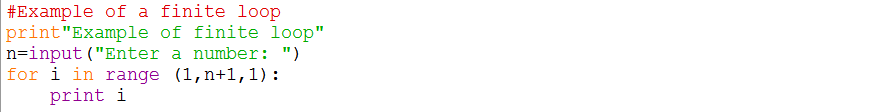 #Example of a finite loop
print"Example of finite loop"
n=input("Enter a number: ")
for i in range (1,n+1,1):
    print i